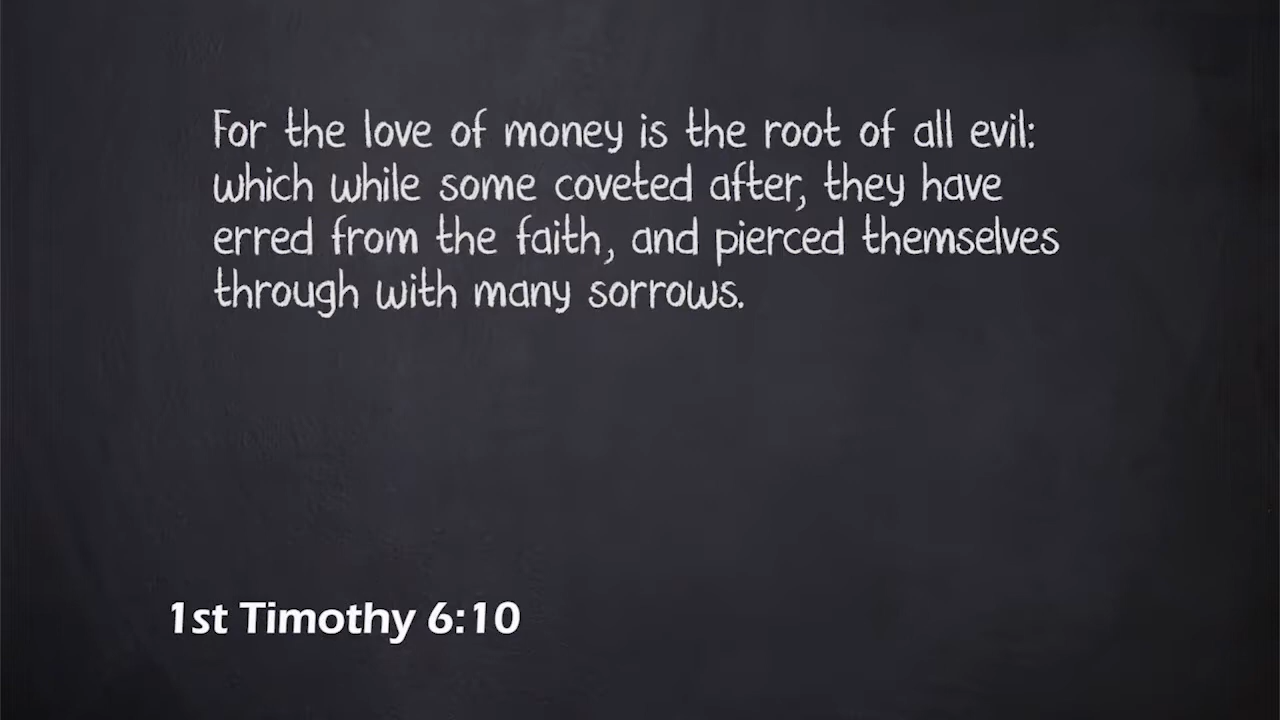 For the love of money is the root of all evil:
which while some coveted after, they have
erred from the faith, and pierced themselves
through with many sorrows.
1st Timothy 6:10